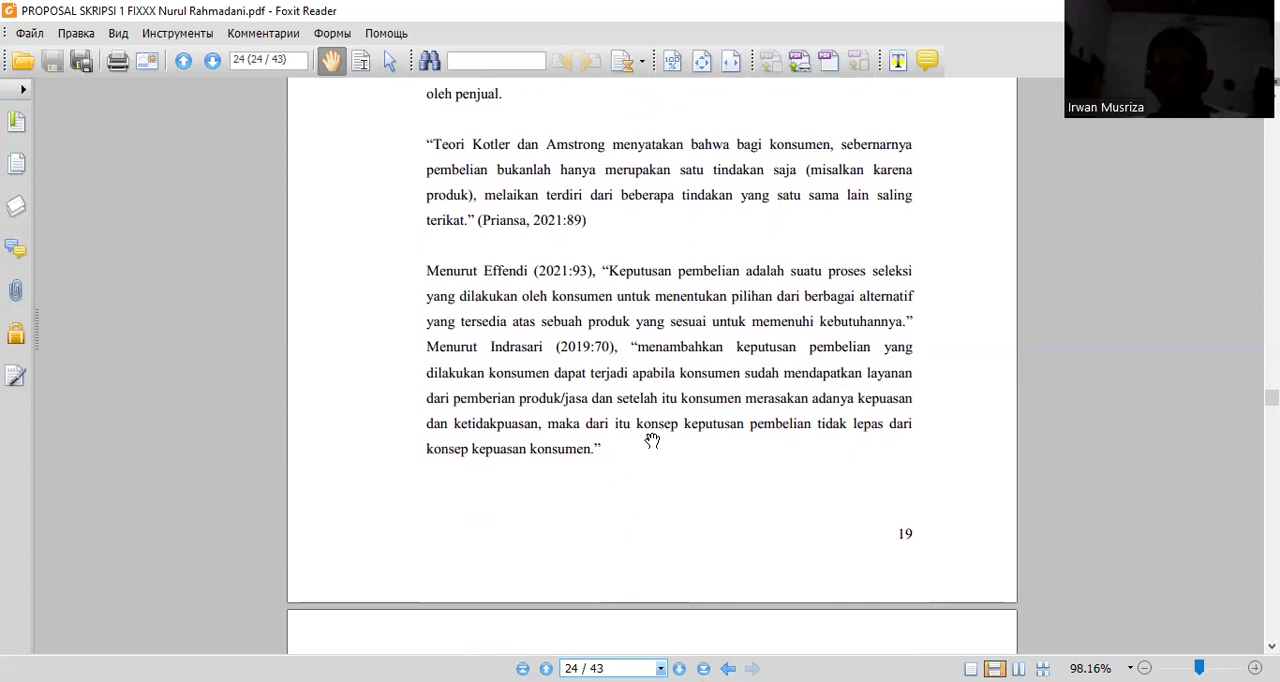 PROPOSAL SKRIPSI 1 FIXXX Nurul Rahmadani.pdf - Foxit Reader
Файл Правка Вид Инструменты Комментарии Формы Помощь
24 (24 / 43)
Irwan Musriza
oleh penjual.
“Teori Kotler dan Amstrong menyatakan bahwa bagi konsumen, sebernarnya
pembelian bukanlah hanya merupakan satu tindakan saja (misalkan karena
produk), melaikan terdiri dari beberapa tindakan yang satu sama lain saling
terikat.” (Priansa, 2021:89)
Menurut Effendi (2021:93), “Keputusan pembelian adalah suatu proses seleksi
yang dilakukan oleh konsumen untuk menentukan pilihan dari berbagai alternatif
yang tersedia atas sebuah produk yang sesuai untuk memenuhi kebutuhannya.”
Menurut Indrasari (2019:70), “menambahkan keputusan pembelian yang
dilakukan konsumen dapat terjadi apabila konsumen sudah mendapatkan layanan
dari pemberian produk/jasa dan setelah itu konsumen merasakan adanya kepuasan
dan ketidakpuasan, maka dari itu konsep keputusan pembelian tidak lepas dari
konsep kepuasan konsumen.”
19
24 / 43
98.16%